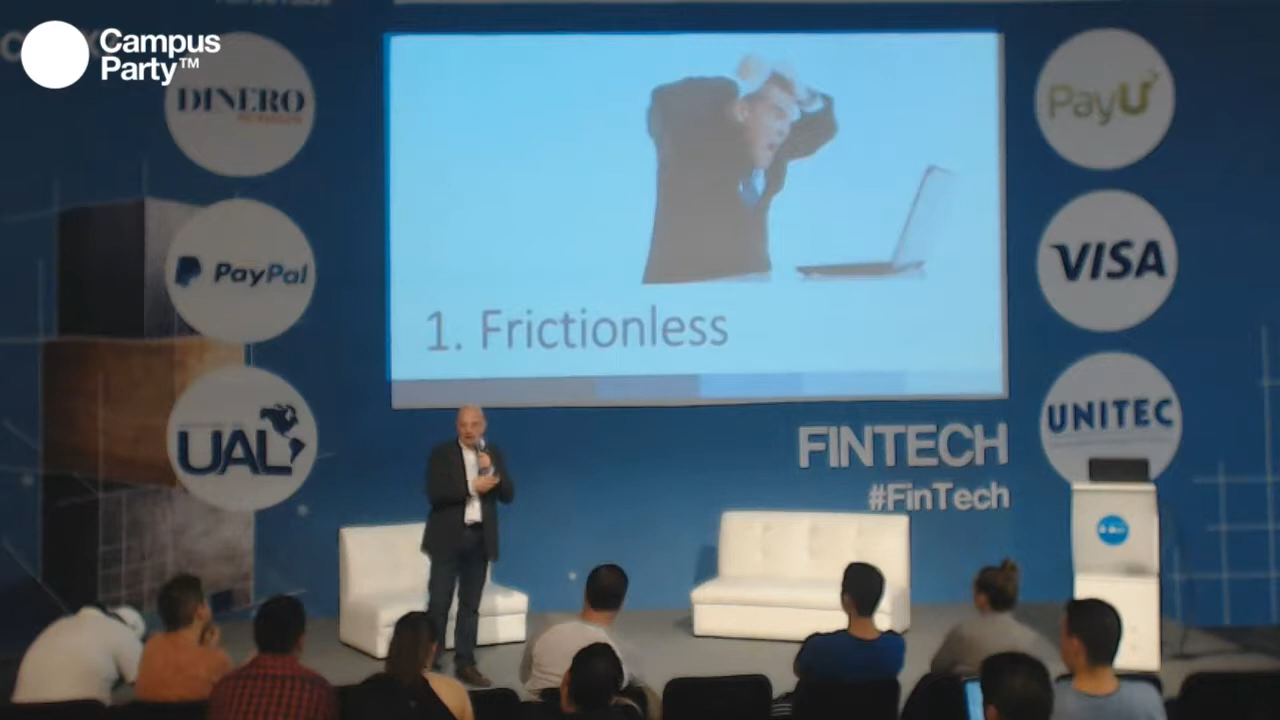 Campus
Party™
DINERO
PayPal
UAL
1. Frictionless
PayU
VISA
UNITEC
FINTECH
#FinTech